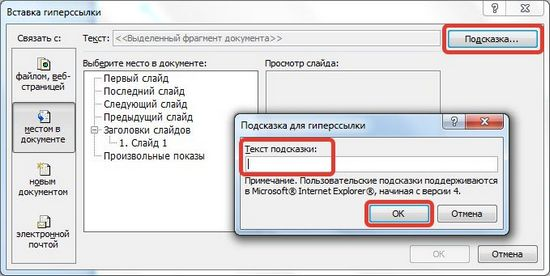 Вставка гиперссылки
Связать с:
Текст: <<Выделенный фрагмент документа>>
Подсказка...
Выберите место в документе:
Просмотр слайда:
файлом, веб-
страницей
местом в
документе
новым
документом
электронной
почтой
Первый слайд
Последний слайд
Следующий слайд
Предыдущий слайд
Заголовки слайдов
1. Слайд 1
Произвольные показы
Подсказка для гиперссылки
Текст подсказки:
Примечание. Пользовательские подсказки поддерживаются
в Microsoft® Internet Explorer®, начиная с версии 4.
ОК
Отмена
ОК
Отмена